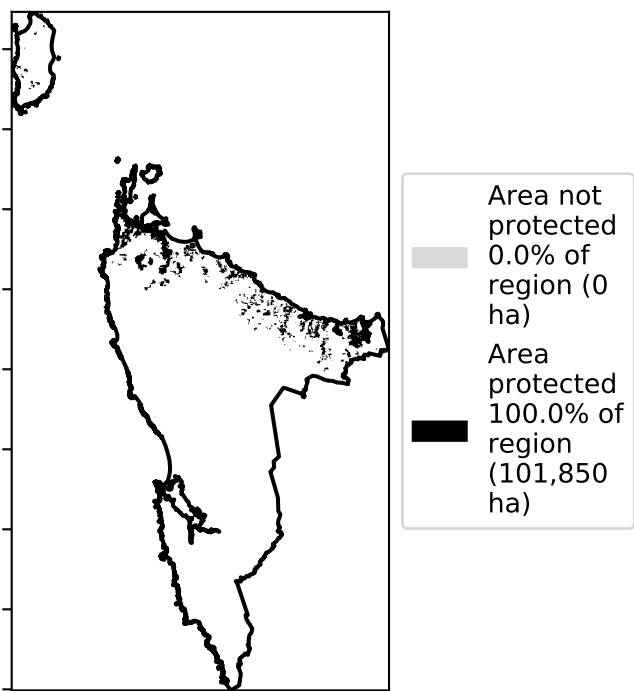 Area not
protected
0.0% of
region (0
ha)
Area
protected
100.0% of
region
(101,850
ha)